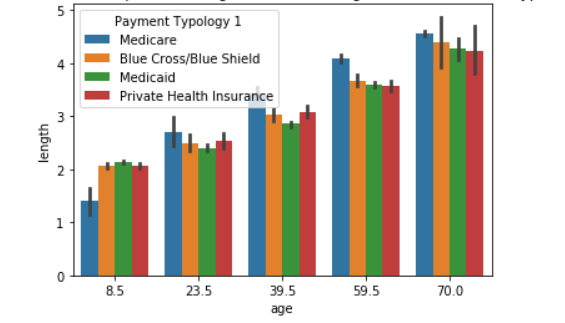 Payment Typology 1
Medicare
Blue Cross/Blue Shield
Medicaid
Private Health Insurance
5
4
3
2
1
0
length
8.5 23.5 39.5 59.5 70.0
age